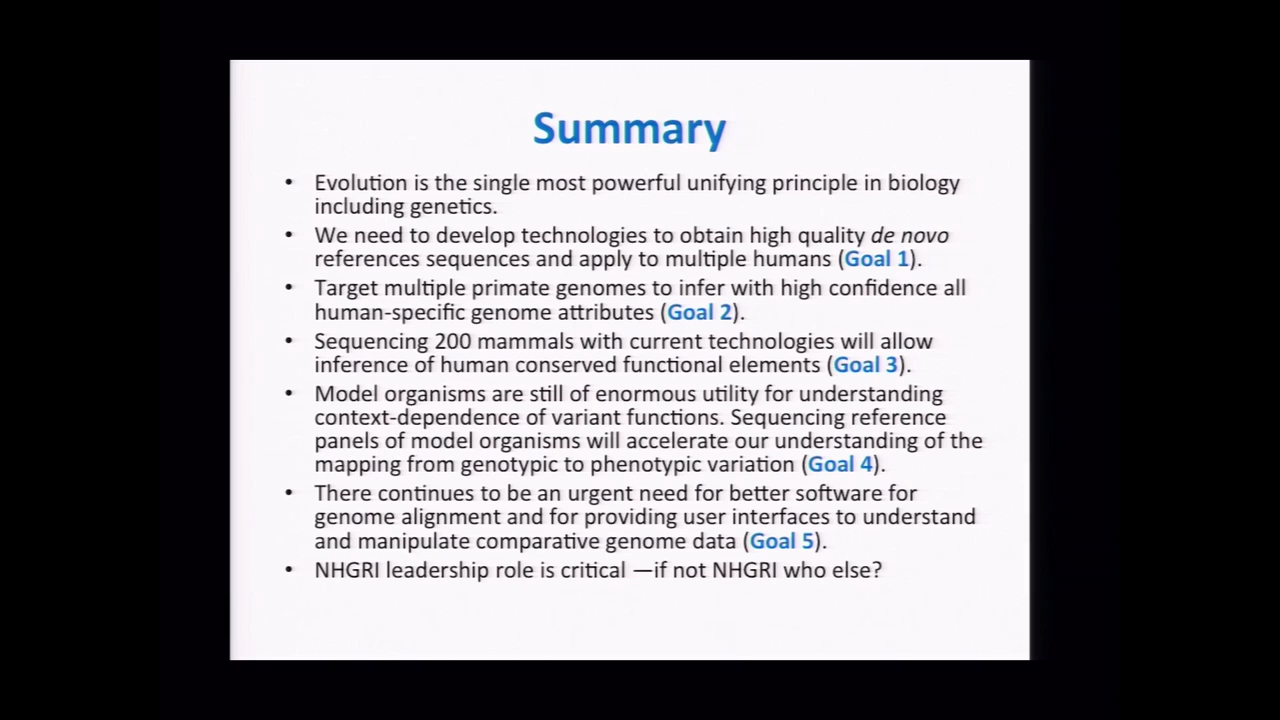 Summary
• Evolution is the single most powerful unifying principle in biology
including genetics.
• We need to develop technologies to obtain high quality de novo
references sequences and apply to multiple humans (Goal 1).
• Target multiple primate genomes to infer with high confidence all
human-specific genome attributes (Goal 2).
• Sequencing 200 mammals with current technologies will allow
inference of human conserved functional elements (Goal 3).
• Model organisms are still of enormous utility for understanding
context-dependence of variant functions. Sequencing reference
panels of model organisms will accelerate our understanding of the
mapping from genotypic to phenotypic variation (Goal 4).
• There continues to be an urgent need for better software for
genome alignment and for providing user interfaces to understand
and manipulate comparative genome data (Goal 5).
• NHGRI leadership role is critical —if not NHGRI who else?